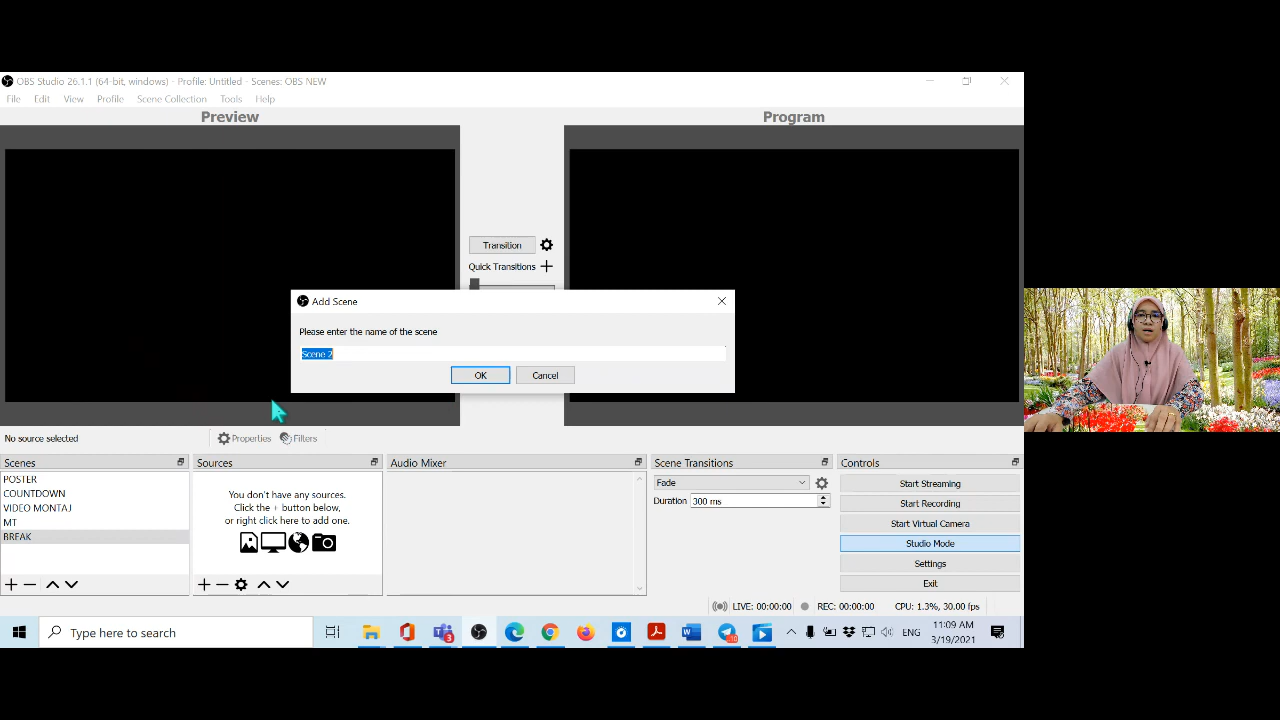 OBS Studio 26.1.1 (64-bit, windows) - Profile: Untitled - Scenes: OBS NEW
File Edit View Profile Scene Collection Tools Help
Preview
Program
Transition
Quick Transitions
Add Scene
Please enter the name of the scene
Scene 2
OK Cancel
No source selected
Properties Filters
Scenes
POSTER
COUNTDOWN
VIDEO MONTAJ
MT
BREAK
Sources
You don't have any sources.
Click the + button below,
or right click here to add one.
Audio Mixer
Scene Transitions
Fade
Duration 300 ms
Controls
Start Streaming
Start Recording
Start Virtual Camera
Studio Mode
Settings
Exit
LIVE: 00:00:00 REC: 00:00:00 CPU: 1.3%, 30.00 fps
Type here to search
3
10
ENG
11:09 AM
3/19/2021